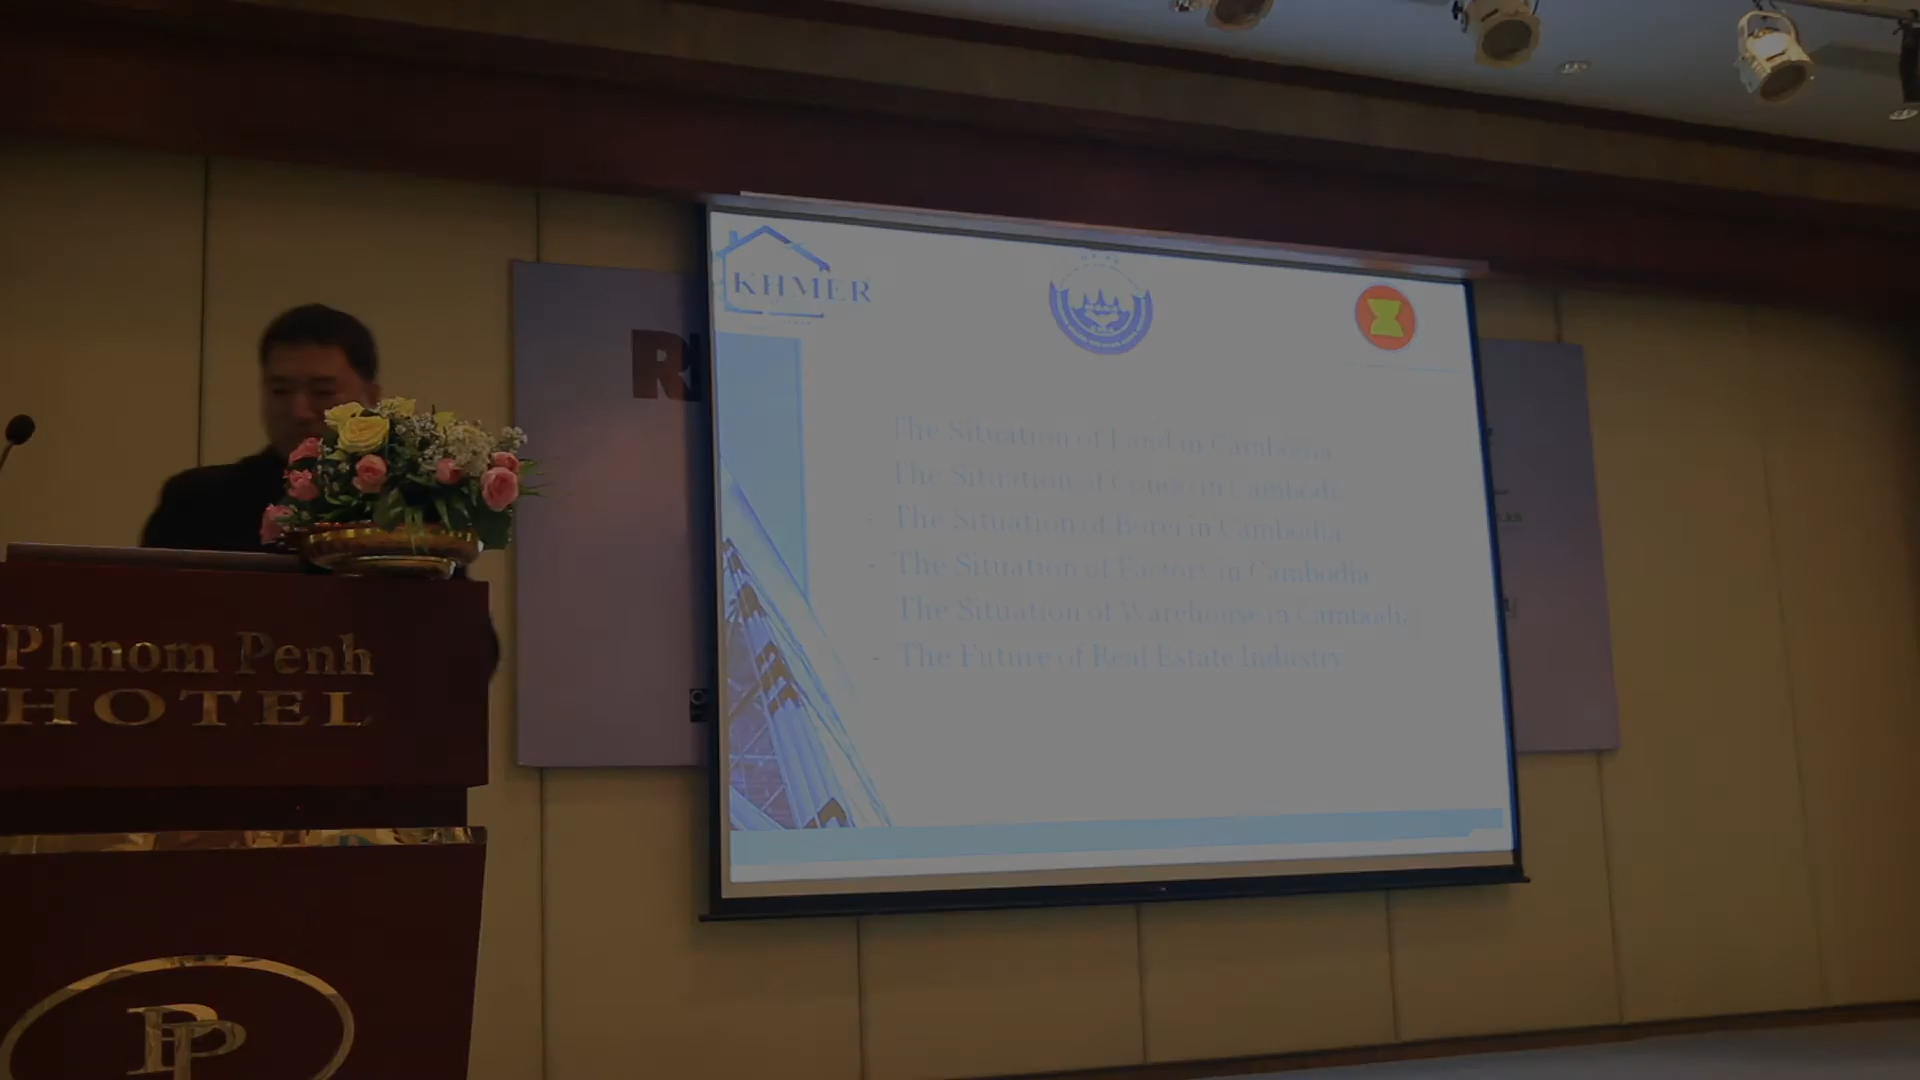 KHMER
The Situation of Land in Cambodia
The Situation of Condo in Cambodia
- The Situation of Borei in Cambodia
- The Situation of Factory in Cambodia
The Situation of Warehouse in Cambodia
- The Future of Real Estate Industry
Phnom Penh
HOTEL
PP